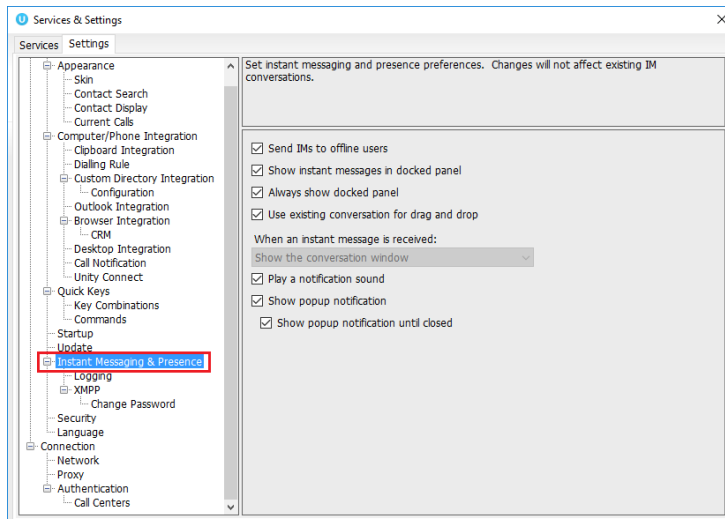 Services & Settings
Services
Settings
Appearance
Skin
Contact Search
Contact Display
Current Calls
Computer/Phone Integration
Clipboard Integration
Dialling Rule
Custom Directory Integration
Configuration
Outlook Integration
Browser Integration
CRM
Desktop Integration
Call Notification
Unity Connect
Quick Keys
Key Combinations
Commands
Startup
Update
Instant Messaging & Presence
Logging
XMPP
Change Password
Security
Language
Connection
Network
Proxy
Authentication
Call Centers
Set instant messaging and presence preferences. Changes will not affect existing IM
conversations.
Send IMs to offline users
Show instant messages in docked panel
Always show docked panel
Use existing conversation for drag and drop
When an instant message is received:
Show the conversation window
Play a notification sound
Show popup notification
Show popup notification until closed